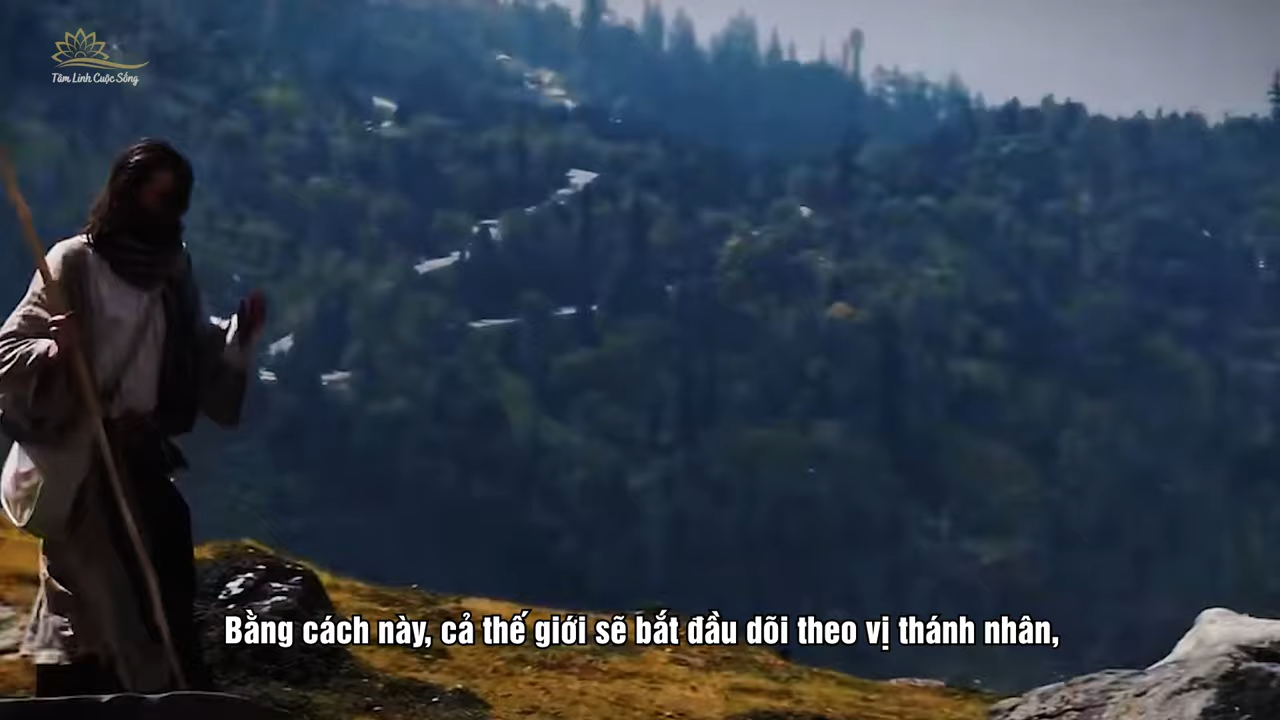 Tâm Linh Cuộc Sống
Bằng cách này, cả thế giới sẽ bắt đầu dõi theo vị thánh nhân,